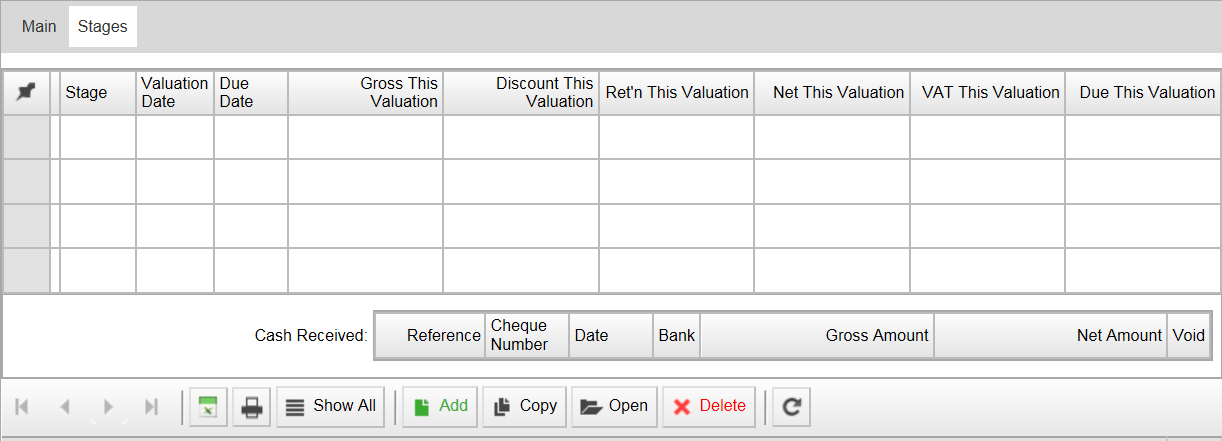 Main Stages
Stage Valuation Date Due Date Gross This Valuation Discount This Valuation Ret'n This Valuation Net This Valuation VAT This Valuation Due This Valuation
Cash Received: Reference Cheque Number Date Bank Gross Amount Net Amount Void
Show All Add Copy Open Delete